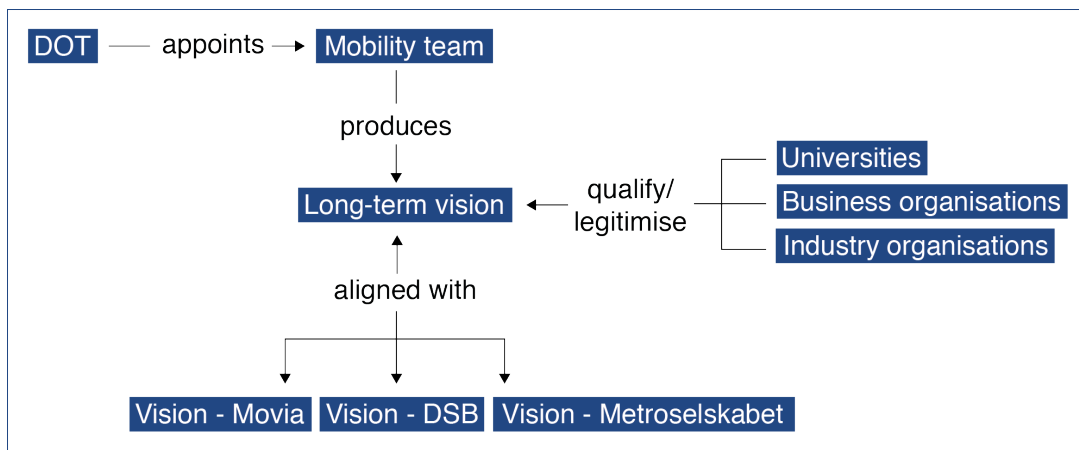 DOT appoints Mobility team
produces
Universities
qualify/
Long-term vision
Business organisations
legitimise
Industry organisations
aligned with
Vision - Movia Vision - DSB Vision - Metroselskabet